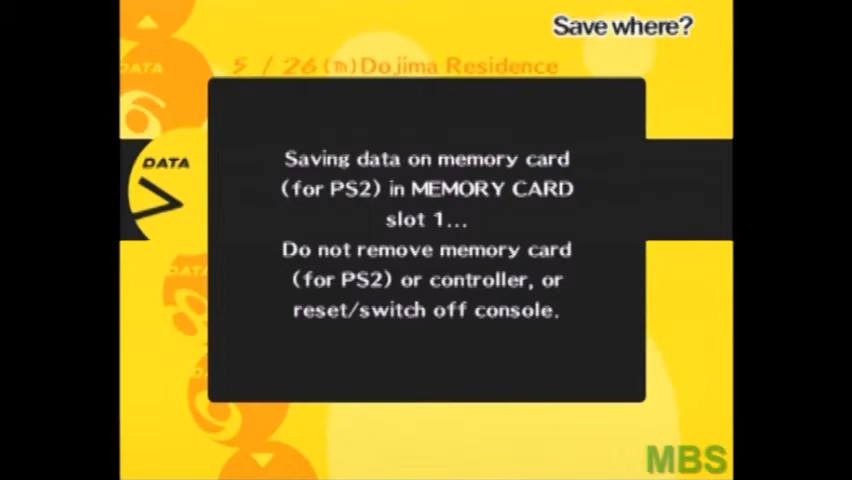 Save where?
DATA
5 / 26 (m) Dojima Residence
DATA
Saving data on memory card
(for PS2) in MEMORY CARD
slot 1...
Do not remove memory card
(for PS2) or controller, or
reset/switch off console.
DATA
MBS